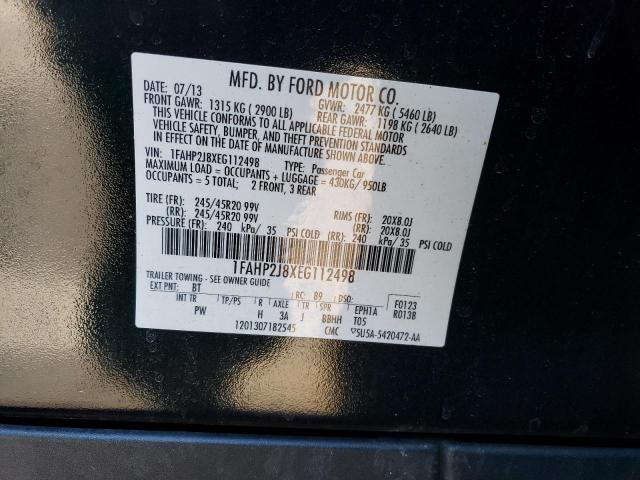 MFD. BY FORD MOTOR CO.
DATE: 07/13 GVWR: 2477 KG ( 5460 LB)
FRONT GAWR: 1315 KG ( 2900 LB) REAR GAWR: 1198 KG ( 2640 LB)
THIS VEHICLE CONFORMS TO ALL APPLICABLE FEDERAL MOTOR
VEHICLE SAFETY, BUMPER, AND THEFT PREVENTION STANDARDS
IN EFFECT ON THE DATE OF MANUFACTURE SHOWN ABOVE.
VIN: 1FAHP2J8XEG112498 TYPE: Passenger Car
MAXIMUM LOAD = OCCUPANTS + LUGGAGE = 430KG/ 950LB
OCCUPANTS = 5 TOTAL; 2 FRONT, 3 REAR
TIRE (FR): 245/45R20 99V RIMS (FR): 20X8.0J
(RR): 245/45R20 99V (RR): 20X8.0J
PRESSURE (FR): 240 kPa/ 35 PSI COLD (RR): 240 kPa/ 35 PSI COLD
1FAHP2J8XEG112498
TRAILER TOWING - SEE OWNER GUIDE
EXT PNT: BT RC: 89 DSO: F0123
INT TR TP/PS R AXLE TR SPR EPH1A R0138
PW H 3A J BBHH T05
1201307182545 CMC 5U5A-5420472-AA